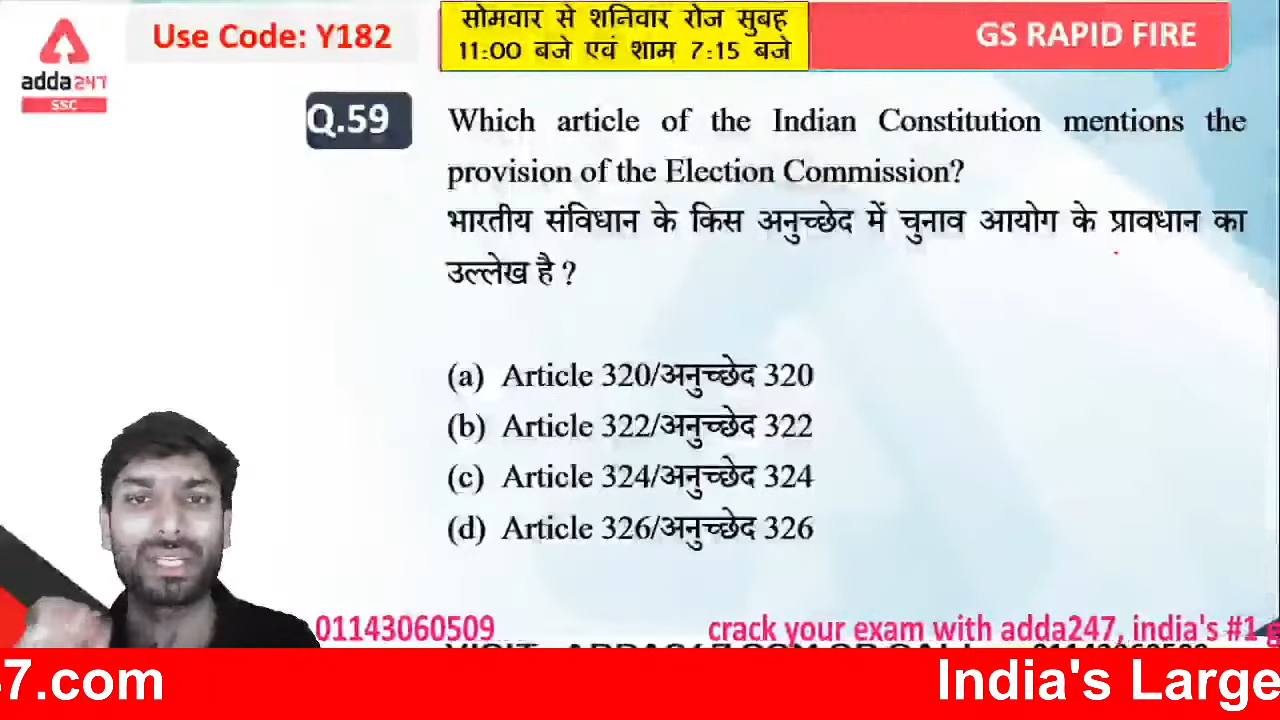 adda247
SSC
Use Code: Y182
सोमवार से शनिवार रोज सुबह
11:00 बजे एवं शाम 7:15 बजे
GS RAPID FIRE
Q.59
Which article of the Indian Constitution mentions the
provision of the Election Commission?
भारतीय संविधान के किस अनुच्छेद में चुनाव आयोग के प्रावधान का
उल्लेख है ?
(a) Article 320/अनुच्छेद 320
(b) Article 322/अनुच्छेद 322
(c) Article 324/अनुच्छेद 324
(d) Article 326/अनुच्छेद 326
01143060509 crack your exam with adda247, india's #1
7.com India's Large